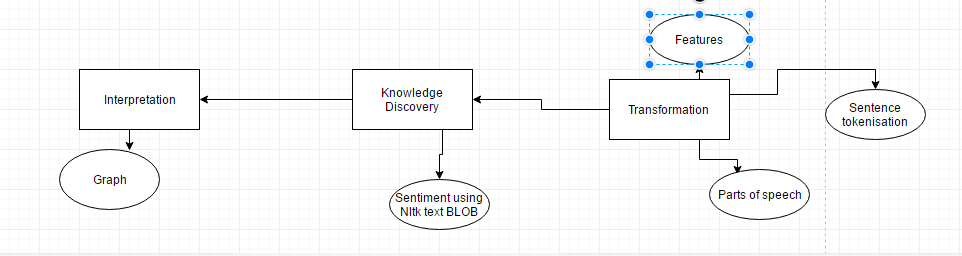 Features
Interpretation
Knowledge
Discovery
Transformation
Sentence
tokenisation
Graph
Sentiment using
Nltk text BLOB
Parts of speech